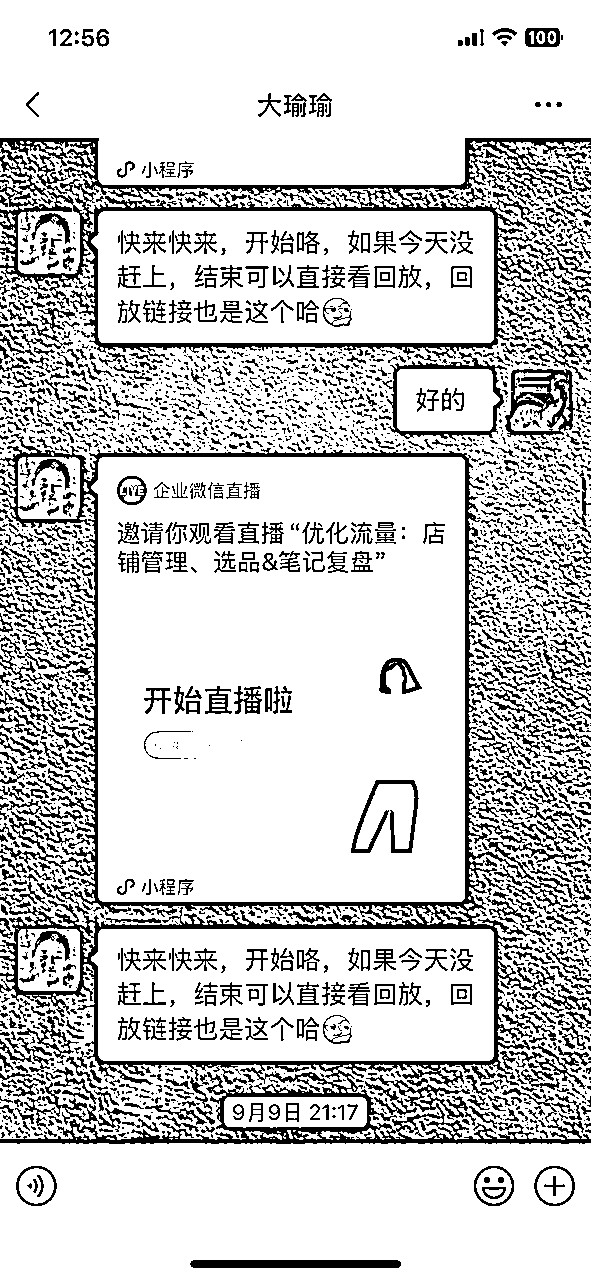 12:56
100
大瑜瑜
小程序
快来快来，开始咯，如果今天没
赶上，结束可以直接看回放，回
放链接也是这个哈
好的
LIVE 企业微信直播
邀请你观看直播“优化流量：店
铺管理、选品&笔记复盘”
开始直播啦
小程序
快来快来，开始咯，如果今天没
赶上，结束可以直接看回放，回
放链接也是这个哈
9月9日 21:17